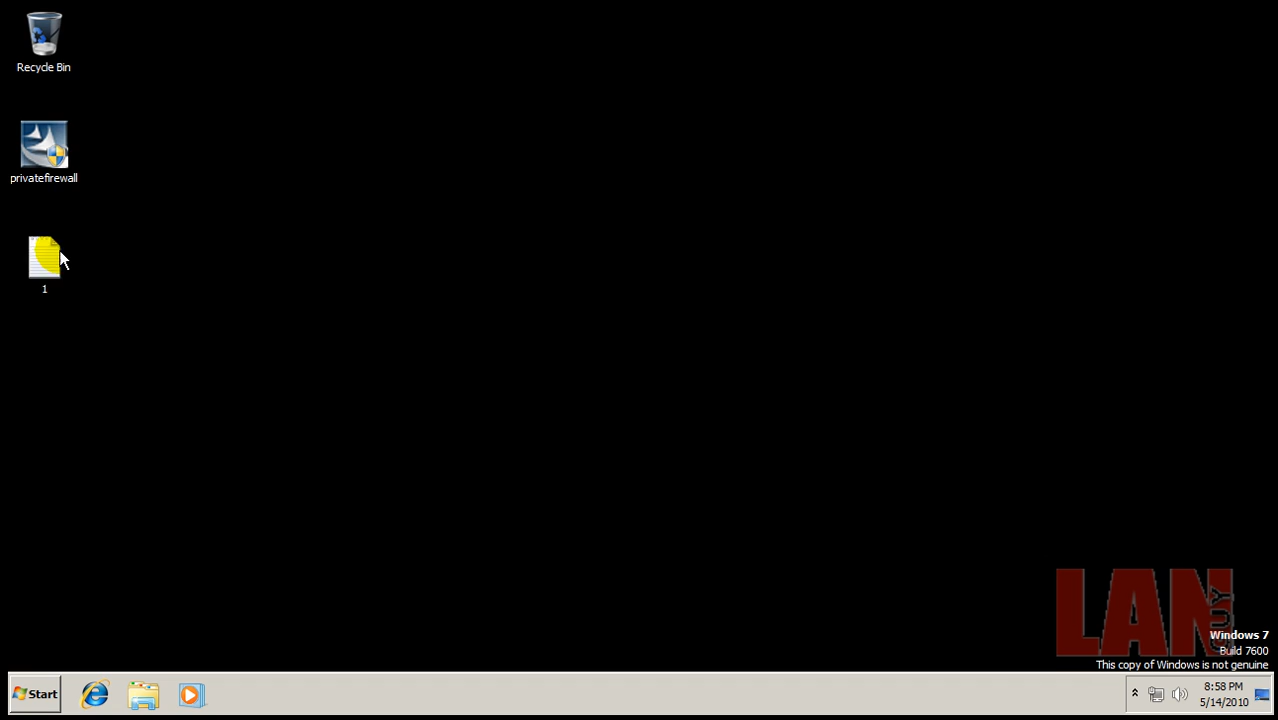 Recycle Bin
privatefirewall
1
LAN
GUY
Windows 7
Build 7600
This copy of Windows is not genuine
Start
8:58 PM
5/14/2010